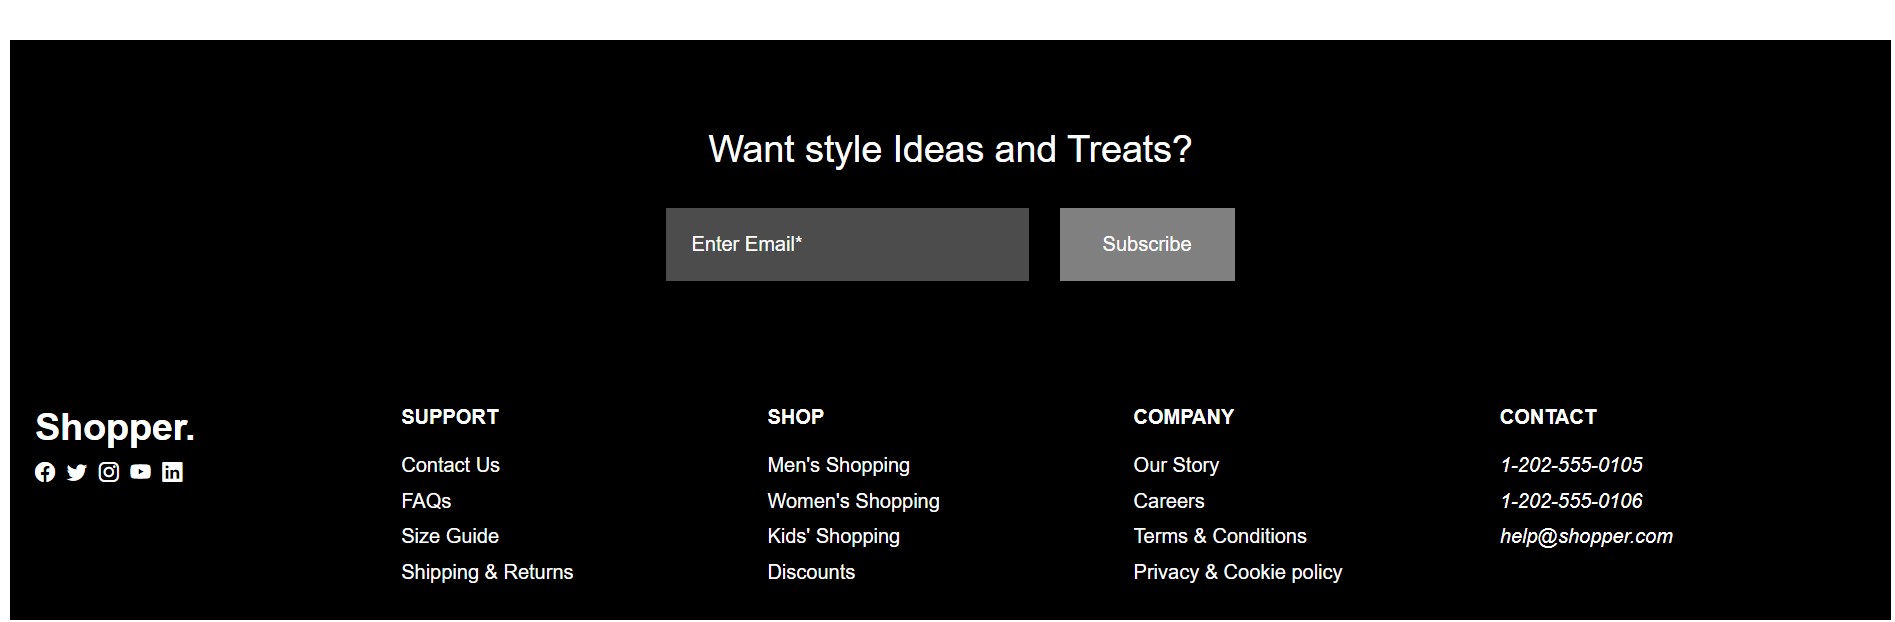 Want style Ideas and Treats?
Enter Email*
Subscribe
Shopper.
SUPPORT
Contact Us
FAQs
Size Guide
Shipping & Returns
SHOP
Men's Shopping
Women's Shopping
Kids' Shopping
Discounts
COMPANY
Our Story
Careers
Terms & Conditions
Privacy & Cookie policy
CONTACT
1-202-555-0105
1-202-555-0106
help@shopper.com